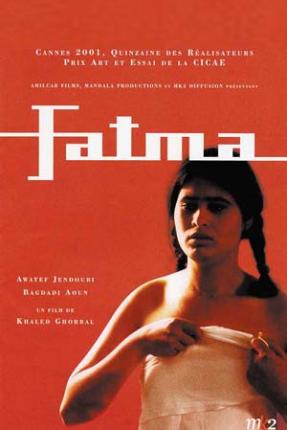 CANNES 2001, QUINZAINE DES RÉALISATEURS
PRIX ART ET ESSAI DE LA CICAE
AMILCAR FILMS, MANDALA PRODUCTIONS ET MK2 DIFFUSION PRÉSENTENT
Fatma
AWATEF JENDOUBI
BAGDADI AOUN
UN FILM DE
KHALED GHORBAL
mk2